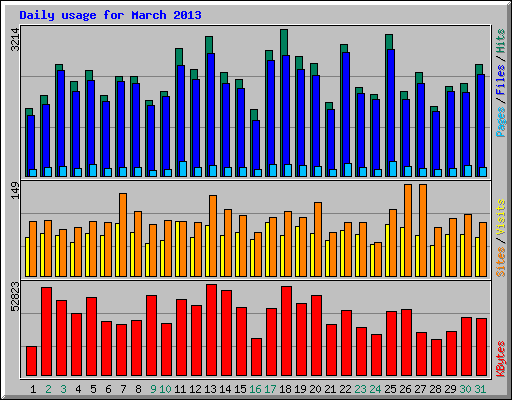 Daily usage for March 2013
3214
Pages / Files / Hits
149
Sites / Visits
52823
KBytes
1 2 3 4 5 6 7 8 9 10 11 12 13 14 15 16 17 18 19 20 21 22 23 24 25 26 27 28 29 30 31